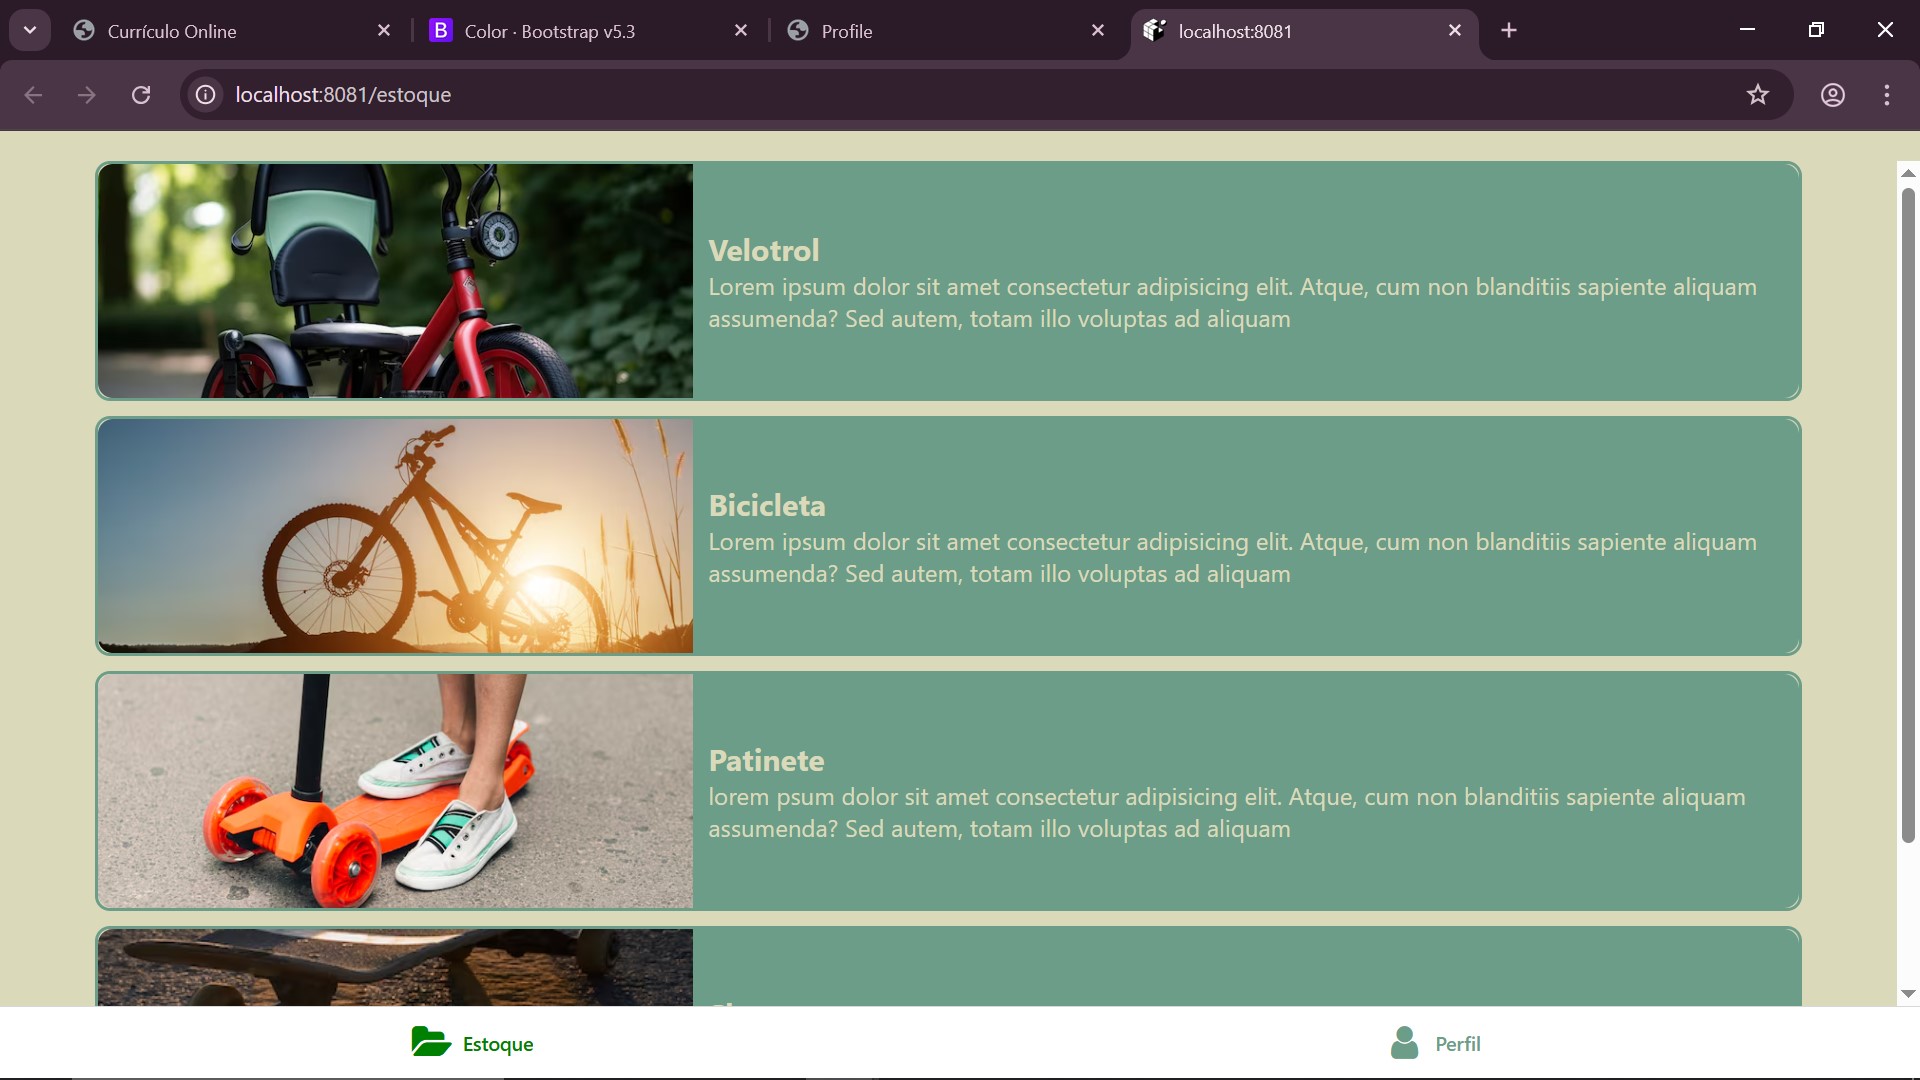 Currículo Online
Color · Bootstrap v5.3
Profile
localhost:8081
localhost:8081/estoque
Velotrol
Lorem ipsum dolor sit amet consectetur adipisicing elit. Atque, cum non blanditiis sapiente aliquam
assumenda? Sed autem, totam illo voluptas ad aliquam
Bicicleta
Lorem ipsum dolor sit amet consectetur adipisicing elit. Atque, cum non blanditiis sapiente aliquam
assumenda? Sed autem, totam illo voluptas ad aliquam
Patinete
lorem psum dolor sit amet consectetur adipisicing elit. Atque, cum non blanditiis sapiente aliquam
assumenda? Sed autem, totam illo voluptas ad aliquam
Estoque
Perfil